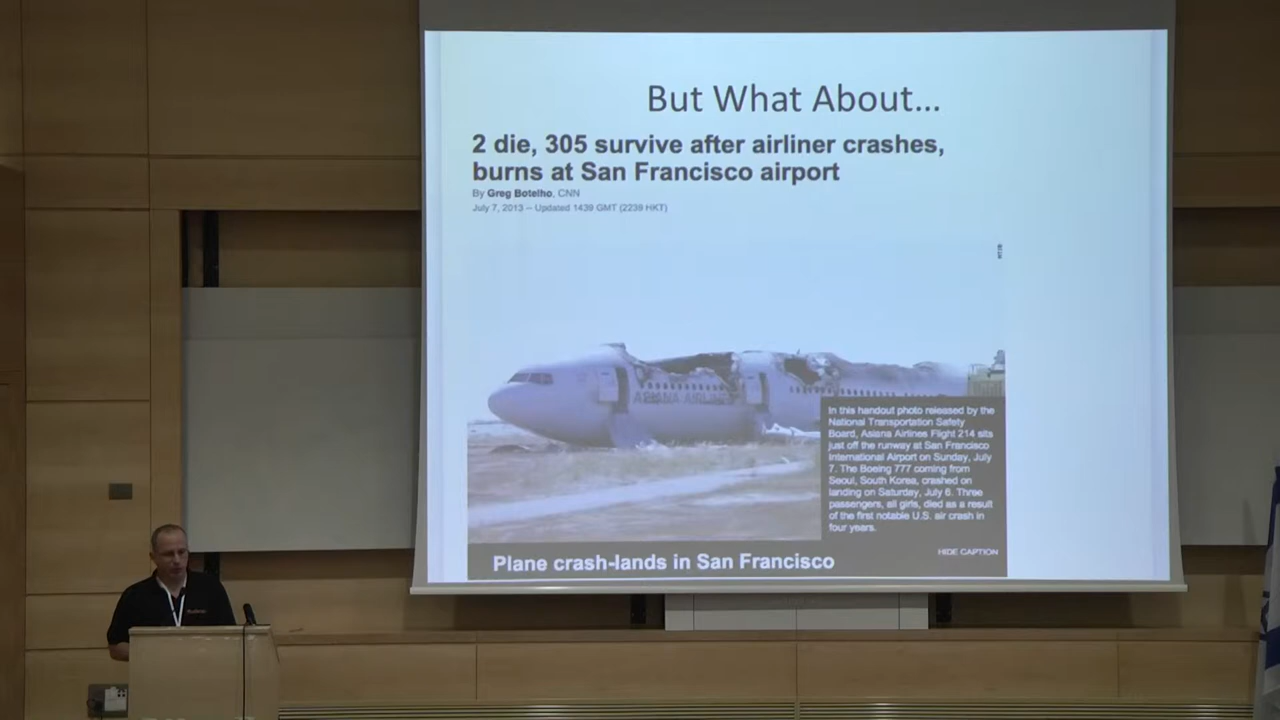 But What About...
2 die, 305 survive after airliner crashes,
burns at San Francisco airport
By Greg Botelho, CNN
July 7, 2013 -- Updated 1439 GMT (2239 HKT)
ASIANA AIRLINES
In this handout photo released by the
National Transportation Safety
Board, Asiana Airlines Flight 214 sits
just off the runway at San Francisco
International Airport on Sunday, July
7. The Boeing 777 coming from
Seoul, South Korea, crashed on
landing on Saturday, July 6. Three
passengers, all girls, died as a result
of the first notable U.S. air crash in
four years.
HIDE CAPTION
Plane crash-lands in San Francisco